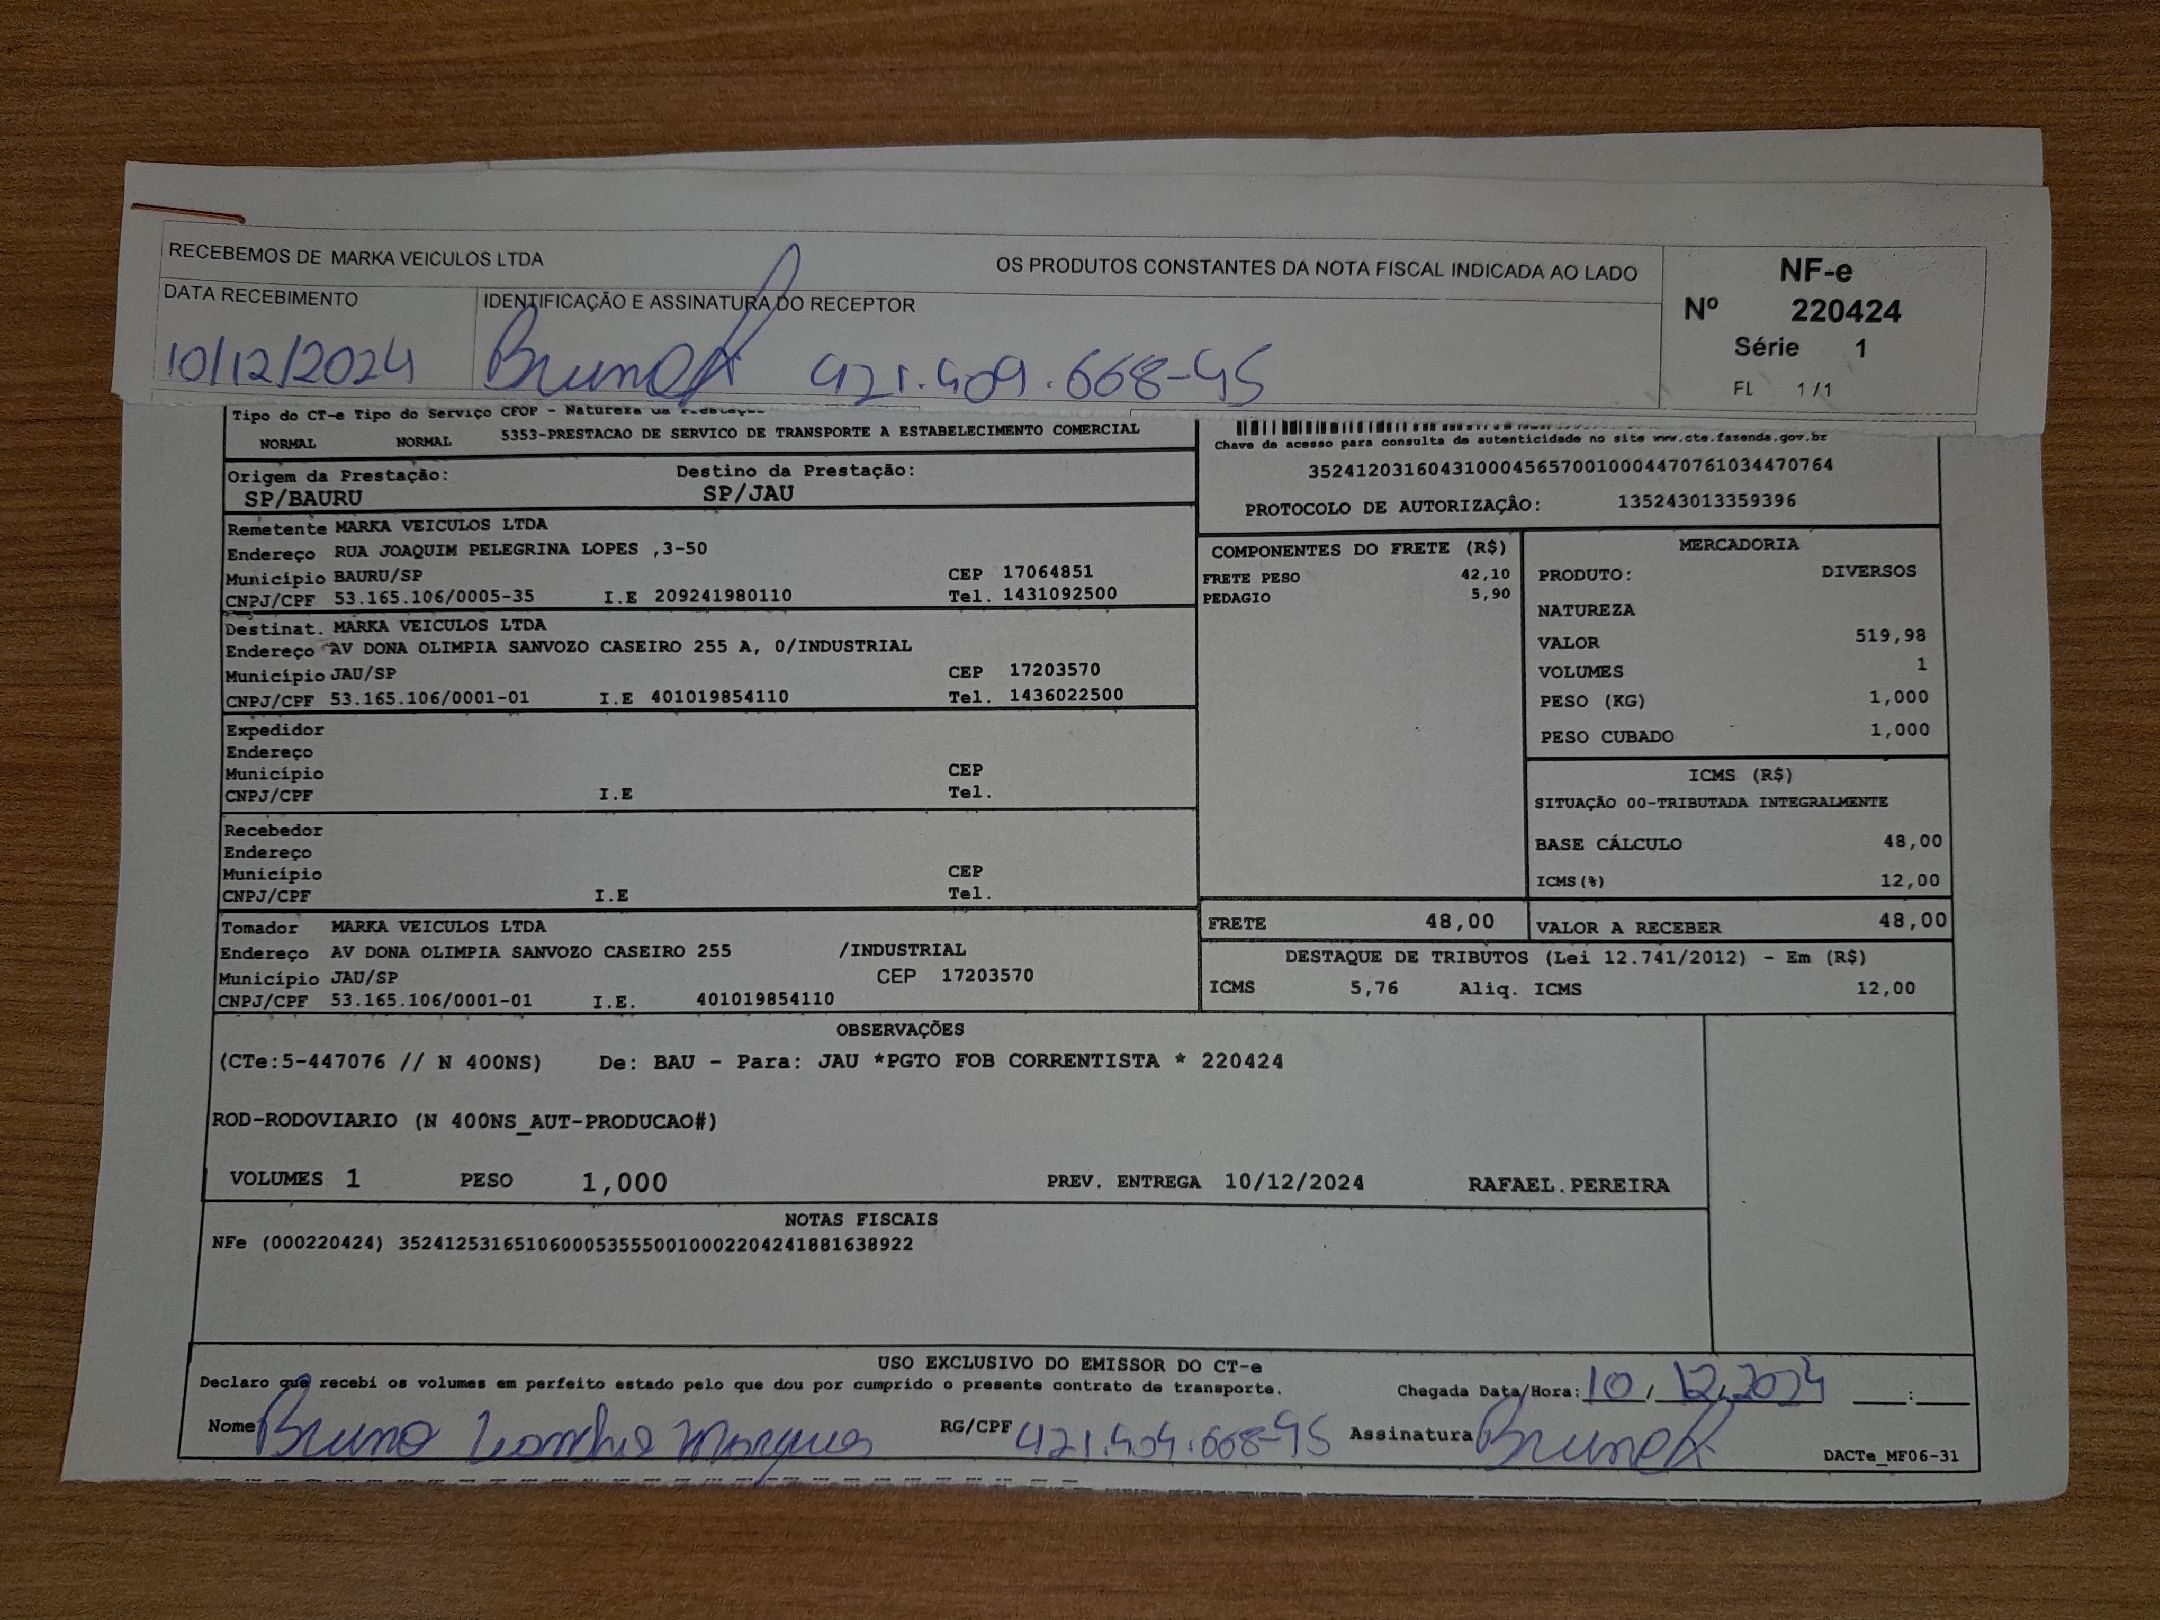 RECEBEMOS DE MARKA VEICULOS LTDA OS PRODUTOS CONSTANTES DA NOTA FISCAL INDICADA AO LADO
NF-e
Nº 220424
Série 1
FL 1 / 1
DATA RECEBIMENTO
10/12/2024
IDENTIFICAÇÃO E ASSINATURA DO RECEPTOR
Bruno 421.409.668-45
Tipo do CT-e Tipo do Serviço CFOP - Natureza da
NORMAL NORMAL 5353-PRESTACAO DE SERVICO DE TRANSPORTE A ESTABELECIMENTO COMERCIAL
Chave de acesso para consulta de autenticidade no site www.cte.fazenda.gov.br
35241203160431000456570010004470761034470764
PROTOCOLO DE AUTORIZAÇÂO: 135243013359396
Origem da Prestação: Destino da Prestação:
SP/BAURU SP/JAU
Remetente MARKA VEICULOS LTDA
Endereço RUA JOAQUIM PELEGRINA LOPES ,3-50
Município BAURU/SP CEP 17064851
CNPJ/CPF 53.165.106/0005-35 I.E 209241980110 Tel. 1431092500
Destinat. MARKA VEICULOS LTDA
Endereço AV DONA OLIMPIA SANVOZO CASEIRO 255 A, 0/INDUSTRIAL
Município JAU/SP CEP 17203570
CNPJ/CPF 53.165.106/0001-01 I.E 401019854110 Tel. 1436022500
Expedidor
Endereço
Município CEP
CNPJ/CPF I.E Tel.
Recebedor
Endereço
Município CEP
CNPJ/CPF I.E Tel.
Tomador MARKA VEICULOS LTDA
Endereço AV DONA OLIMPIA SANVOZO CASEIRO 255 /INDUSTRIAL
Município JAU/SP CEP 17203570
CNPJ/CPF 53.165.106/0001-01 I.E. 401019854110
COMPONENTES DO FRETE (R$)
FRETE PESO 42,10
PEDAGIO 5,90
MERCADORIA
PRODUTO: DIVERSOS
NATUREZA
VALOR 519,98
VOLUMES 1
PESO (KG) 1,000
PESO CUBADO 1,000
ICMS (R$)
SITUAÇÃO 00-TRIBUTADA INTEGRALMENTE
BASE CÁLCULO 48,00
ICMS(%) 12,00
FRETE 48,00 VALOR A RECEBER 48,00
DESTAQUE DE TRIBUTOS (Lei 12.741/2012) - Em (R$)
ICMS 5,76 Aliq. ICMS 12,00
OBSERVAÇÕES
(CTe:5-447076 // N 400NS) De: BAU - Para: JAU *PGTO FOB CORRENTISTA * 220424
ROD-RODOVIARIO (N 400NS_AUT-PRODUCAO#)
VOLUMES 1 PESO 1,000 PREV. ENTREGA 10/12/2024 RAFAEL.PEREIRA
NOTAS FISCAIS
NFe (000220424) 35241253165106000535550010002204241881638922
USO EXCLUSIVO DO EMISSOR DO CT-e
Declaro que recebi os volumes em perfeito estado pelo que dou por cumprido o presente contrato de transporte. Chegada Data/Hora: 10/12/2024 :
Nome Bruno Marques RG/CPF 421.409.668-45 Assinatura Bruno
DACTe_MF06-31